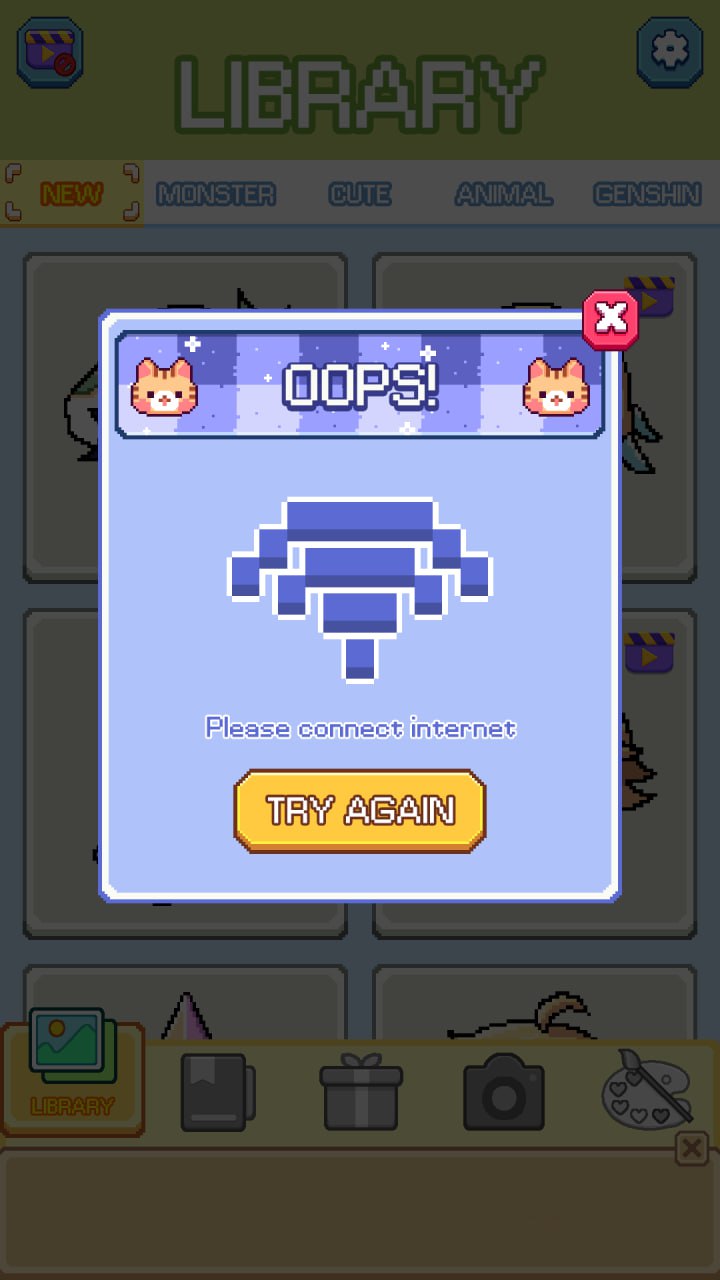 LIBRARY
NEW MONSTER CUTE ANIMAL GENSHIN
OOPS!
Please connect internet
TRY AGAIN
LIBRARY